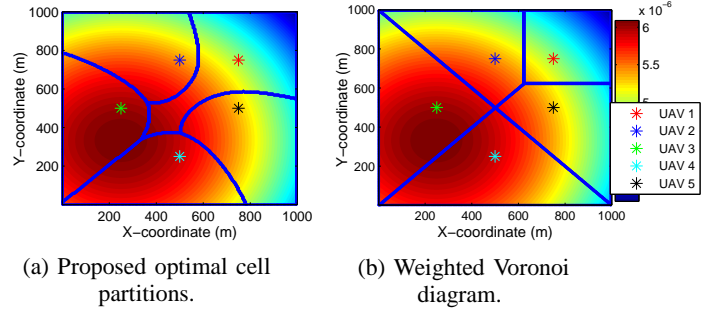 1000
800
600
400
200
200 400 600 800 1000
Y−coordinate (m)
X−coordinate (m)
1000
800
600
400
200
200 400 600 800 1000
Y−coordinate (m)
X−coordinate (m)
x 10⁻⁶
6
5.5
UAV 1
UAV 2
UAV 3
UAV 4
UAV 5
(a) Proposed optimal cell
partitions.
(b) Weighted Voronoi
diagram.